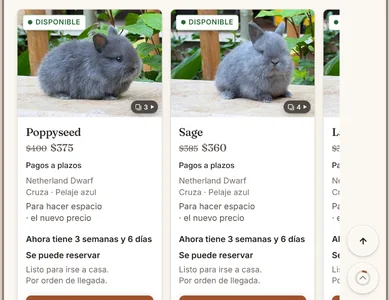 DISPONIBLE
3
Poppyseed
$400 $375
Pagos a plazos
Netherland Dwarf
Cruza · Pelaje azul
Para hacer espacio
· el nuevo precio
Ahora tiene 3 semanas y 6 días
Se puede reservar
Listo para irse a casa.
Por orden de llegada.
DISPONIBLE
4
Sage
$385 $360
Pagos a plazos
Netherland Dwarf
Cruza · Pelaje azul
Para hacer espacio
· el nuevo precio
Ahora tiene 3 semanas y 6 días
Se puede reservar
Listo para irse a casa.
Por orden de llegada.